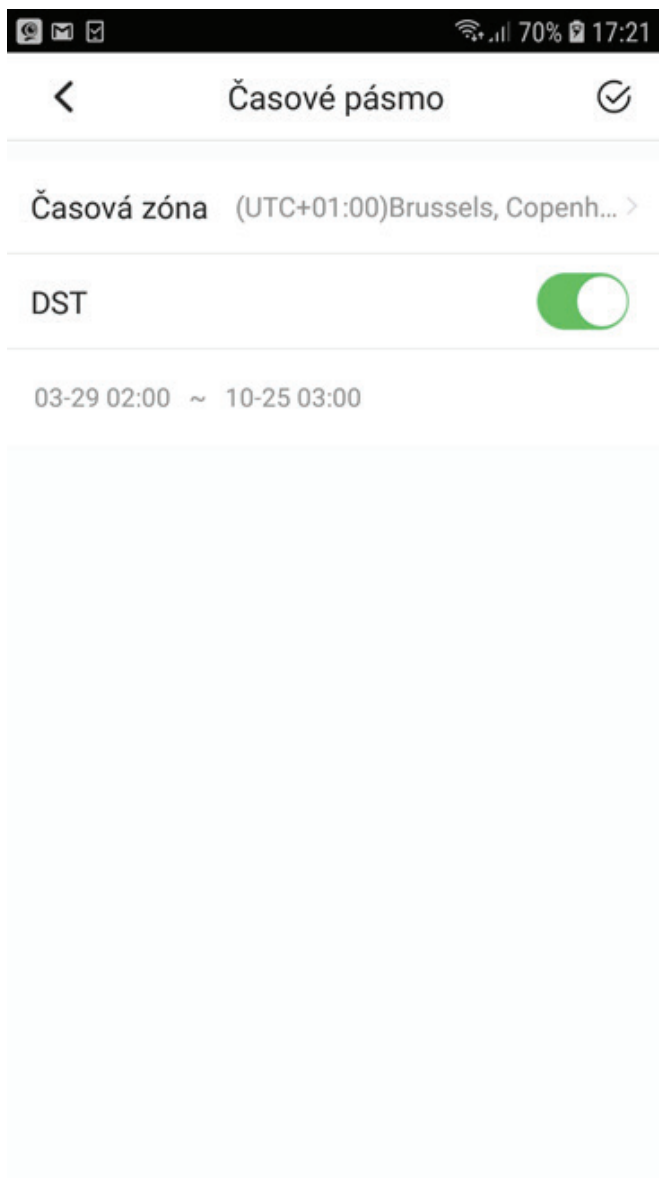 70% 17:21
Časové pásmo
Časová zóna (UTC+01:00)Brussels, Copenh...
DST
03-29 02:00 ~ 10-25 03:00